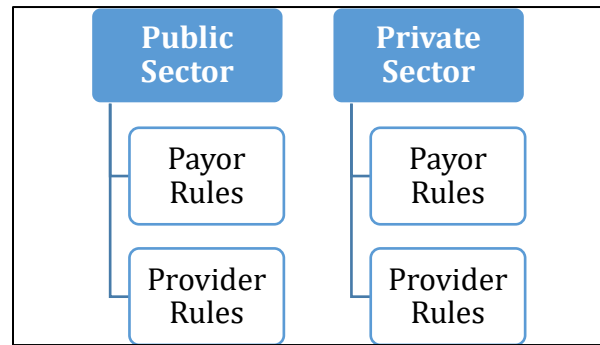 Public
Sector
Payor
Rules
Provider
Rules
Private
Sector
Payor
Rules
Provider
Rules